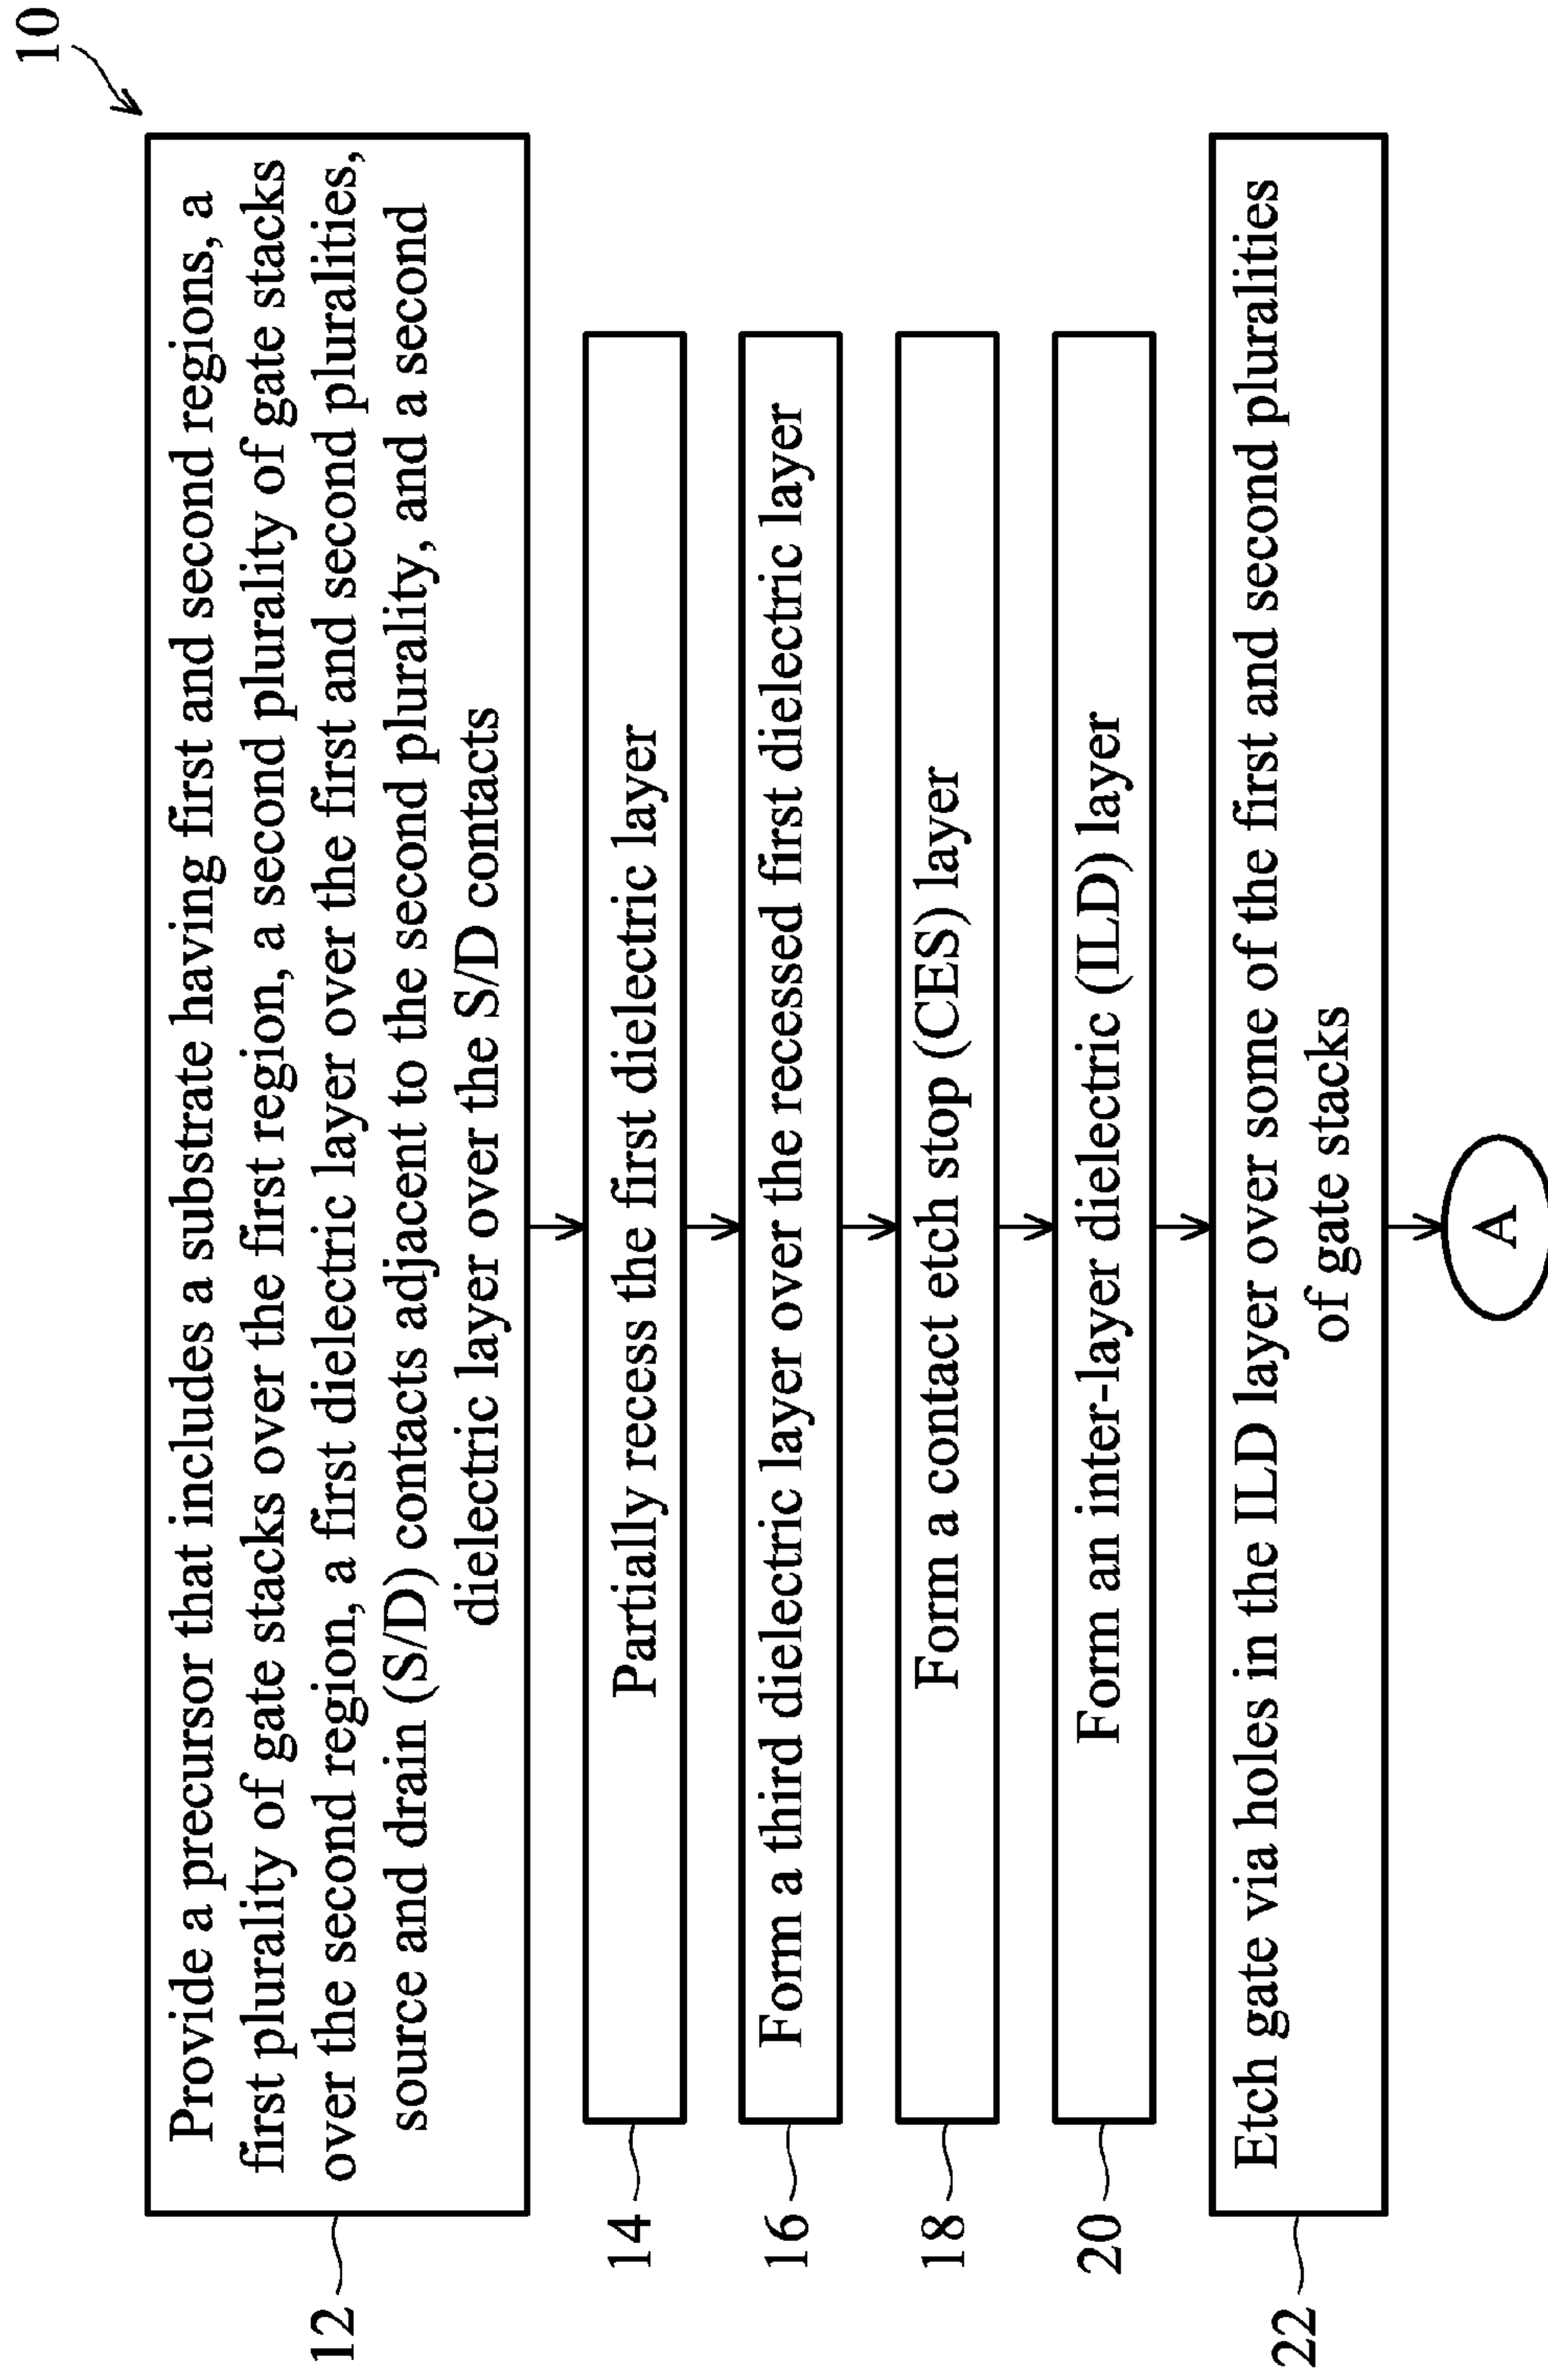 10
12
Provide a precursor that includes a substrate having first and second regions, a
first plurality of gate stacks over the first region, a second plurality of gate stacks
over the second region, a first dielectric layer over the first and second pluralities,
source and drain (S/D) contacts adjacent to the second plurality, and a second
dielectric layer over the S/D contacts
14
Partially recess the first dielectric layer
16
Form a third dielectric layer over the recessed first dielectric layer
18
Form a contact etch stop (CES) layer
20
Form an inter-layer dielectric (ILD) layer
22
Etch gate via holes in the ILD layer over some of the first and second pluralities
of gate stacks
A